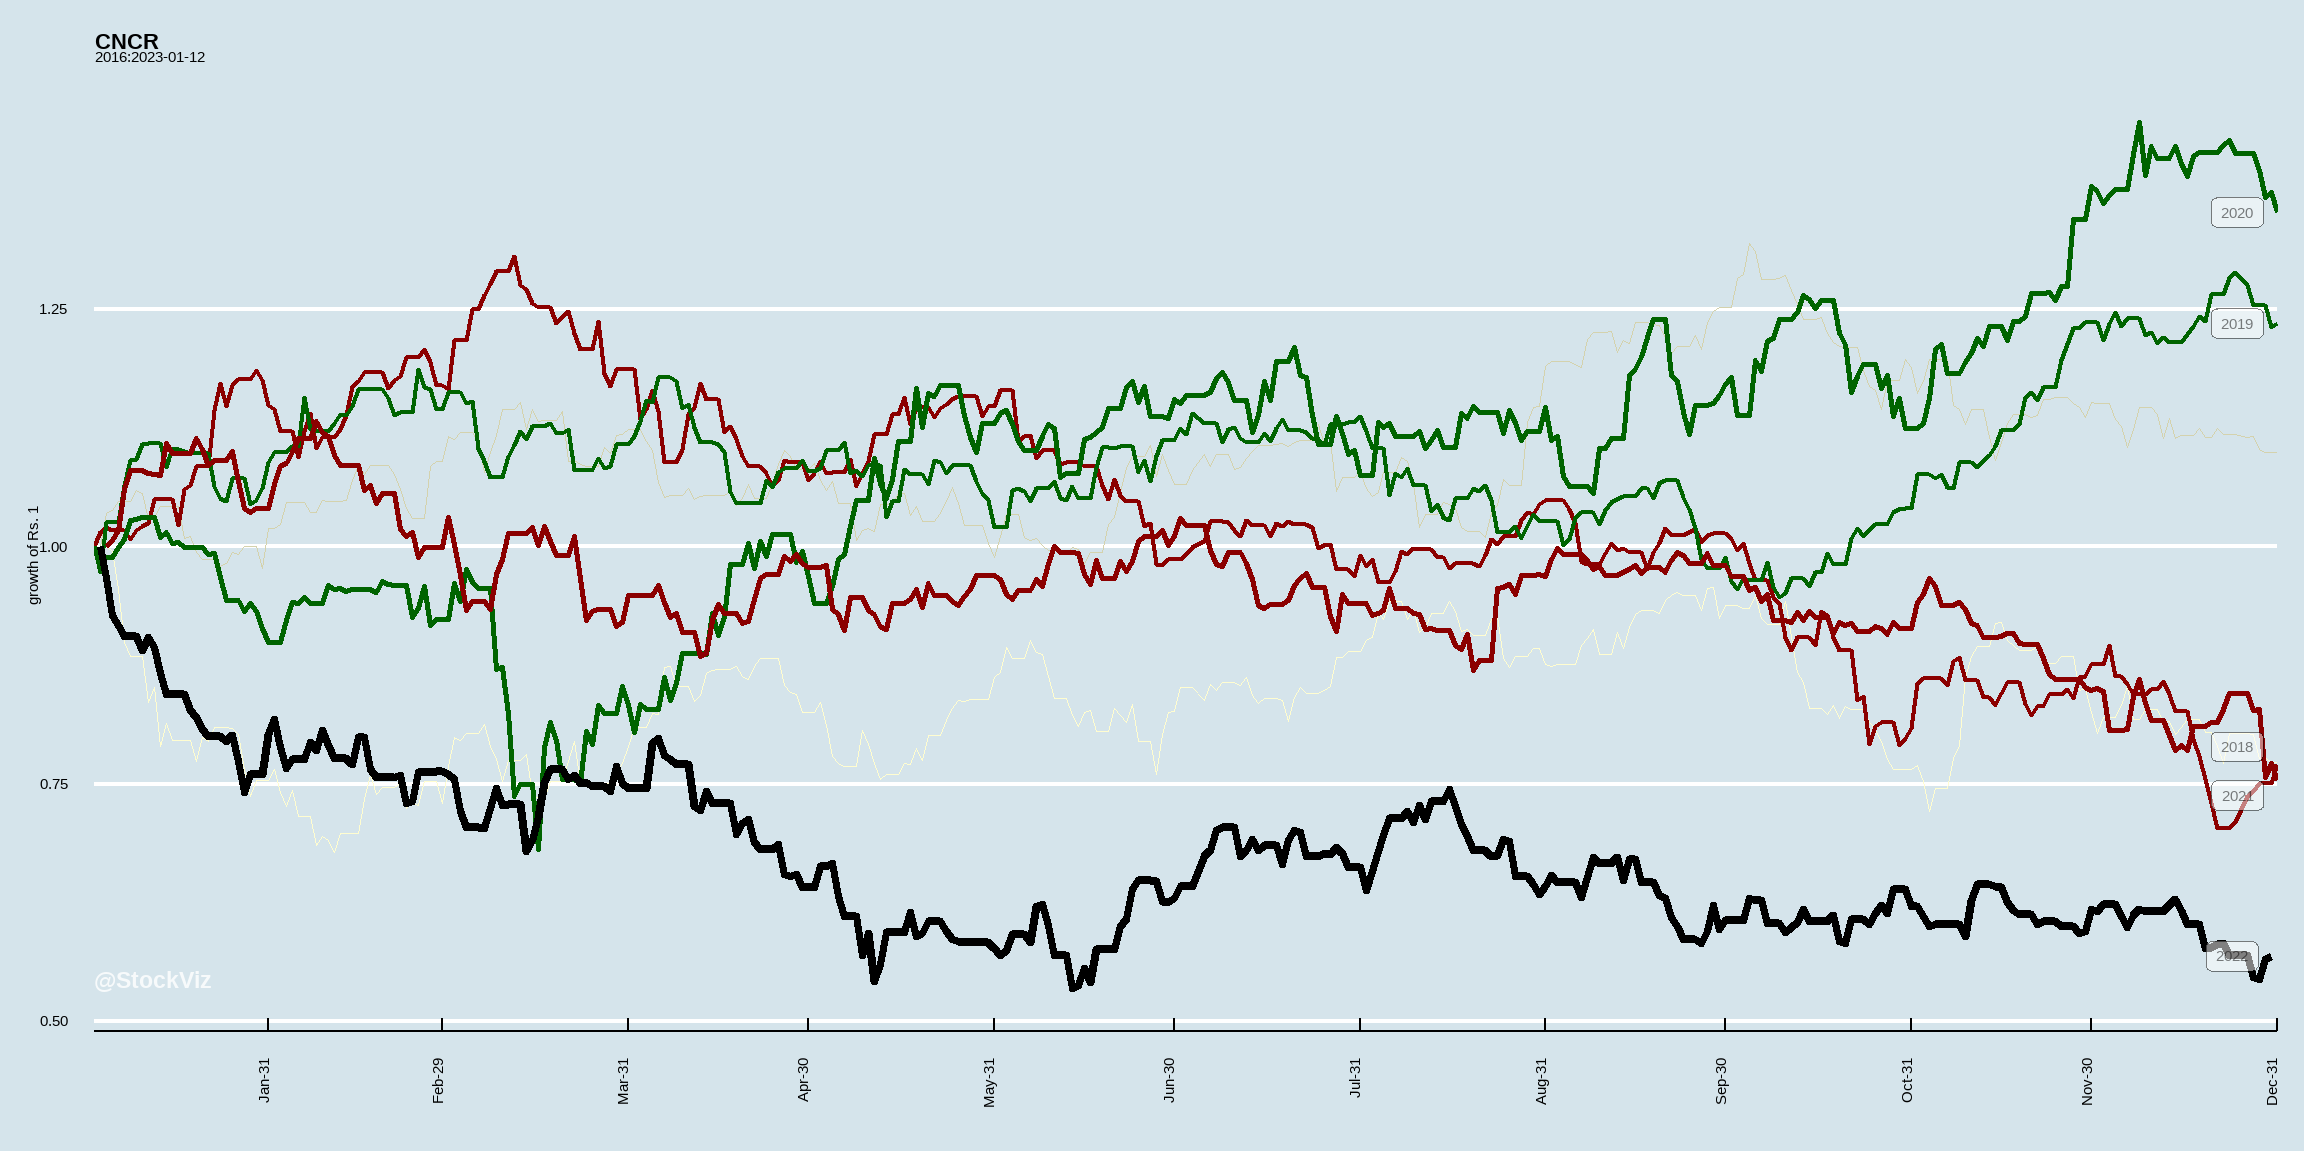 CNCR
2016:2023-01-12
growth of Rs. 1
1.25
1.00
0.75
0.50
2020
2019
2018
2021
2022
@StockViz
Jan-31
Feb-29
Mar-31
Apr-30
May-31
Jun-30
Jul-31
Aug-31
Sep-30
Oct-31
Nov-30
Dec-31